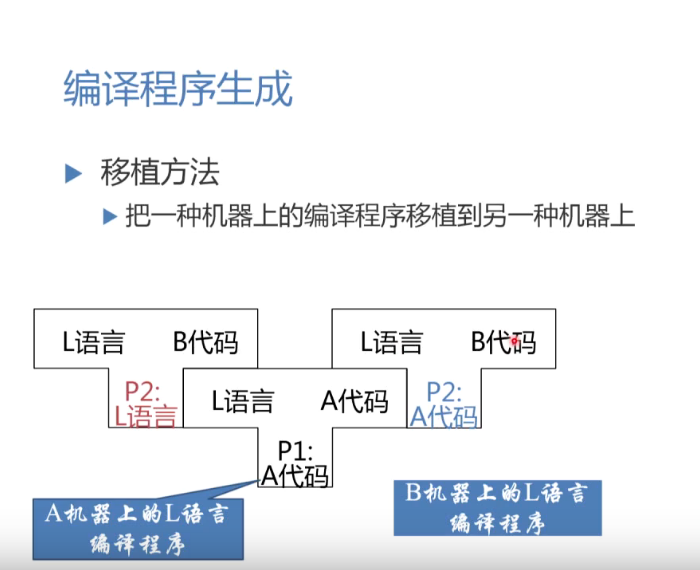 编译程序生成
移植方法
把一种机器上的编译程序移植到另一种机器上
L语言 B代码
L语言 B代码
P2:
L语言
L语言 A代码
P2:
A代码
P1:
A代码
A机器上的L语言
编译程序
B机器上的L语言
编译程序